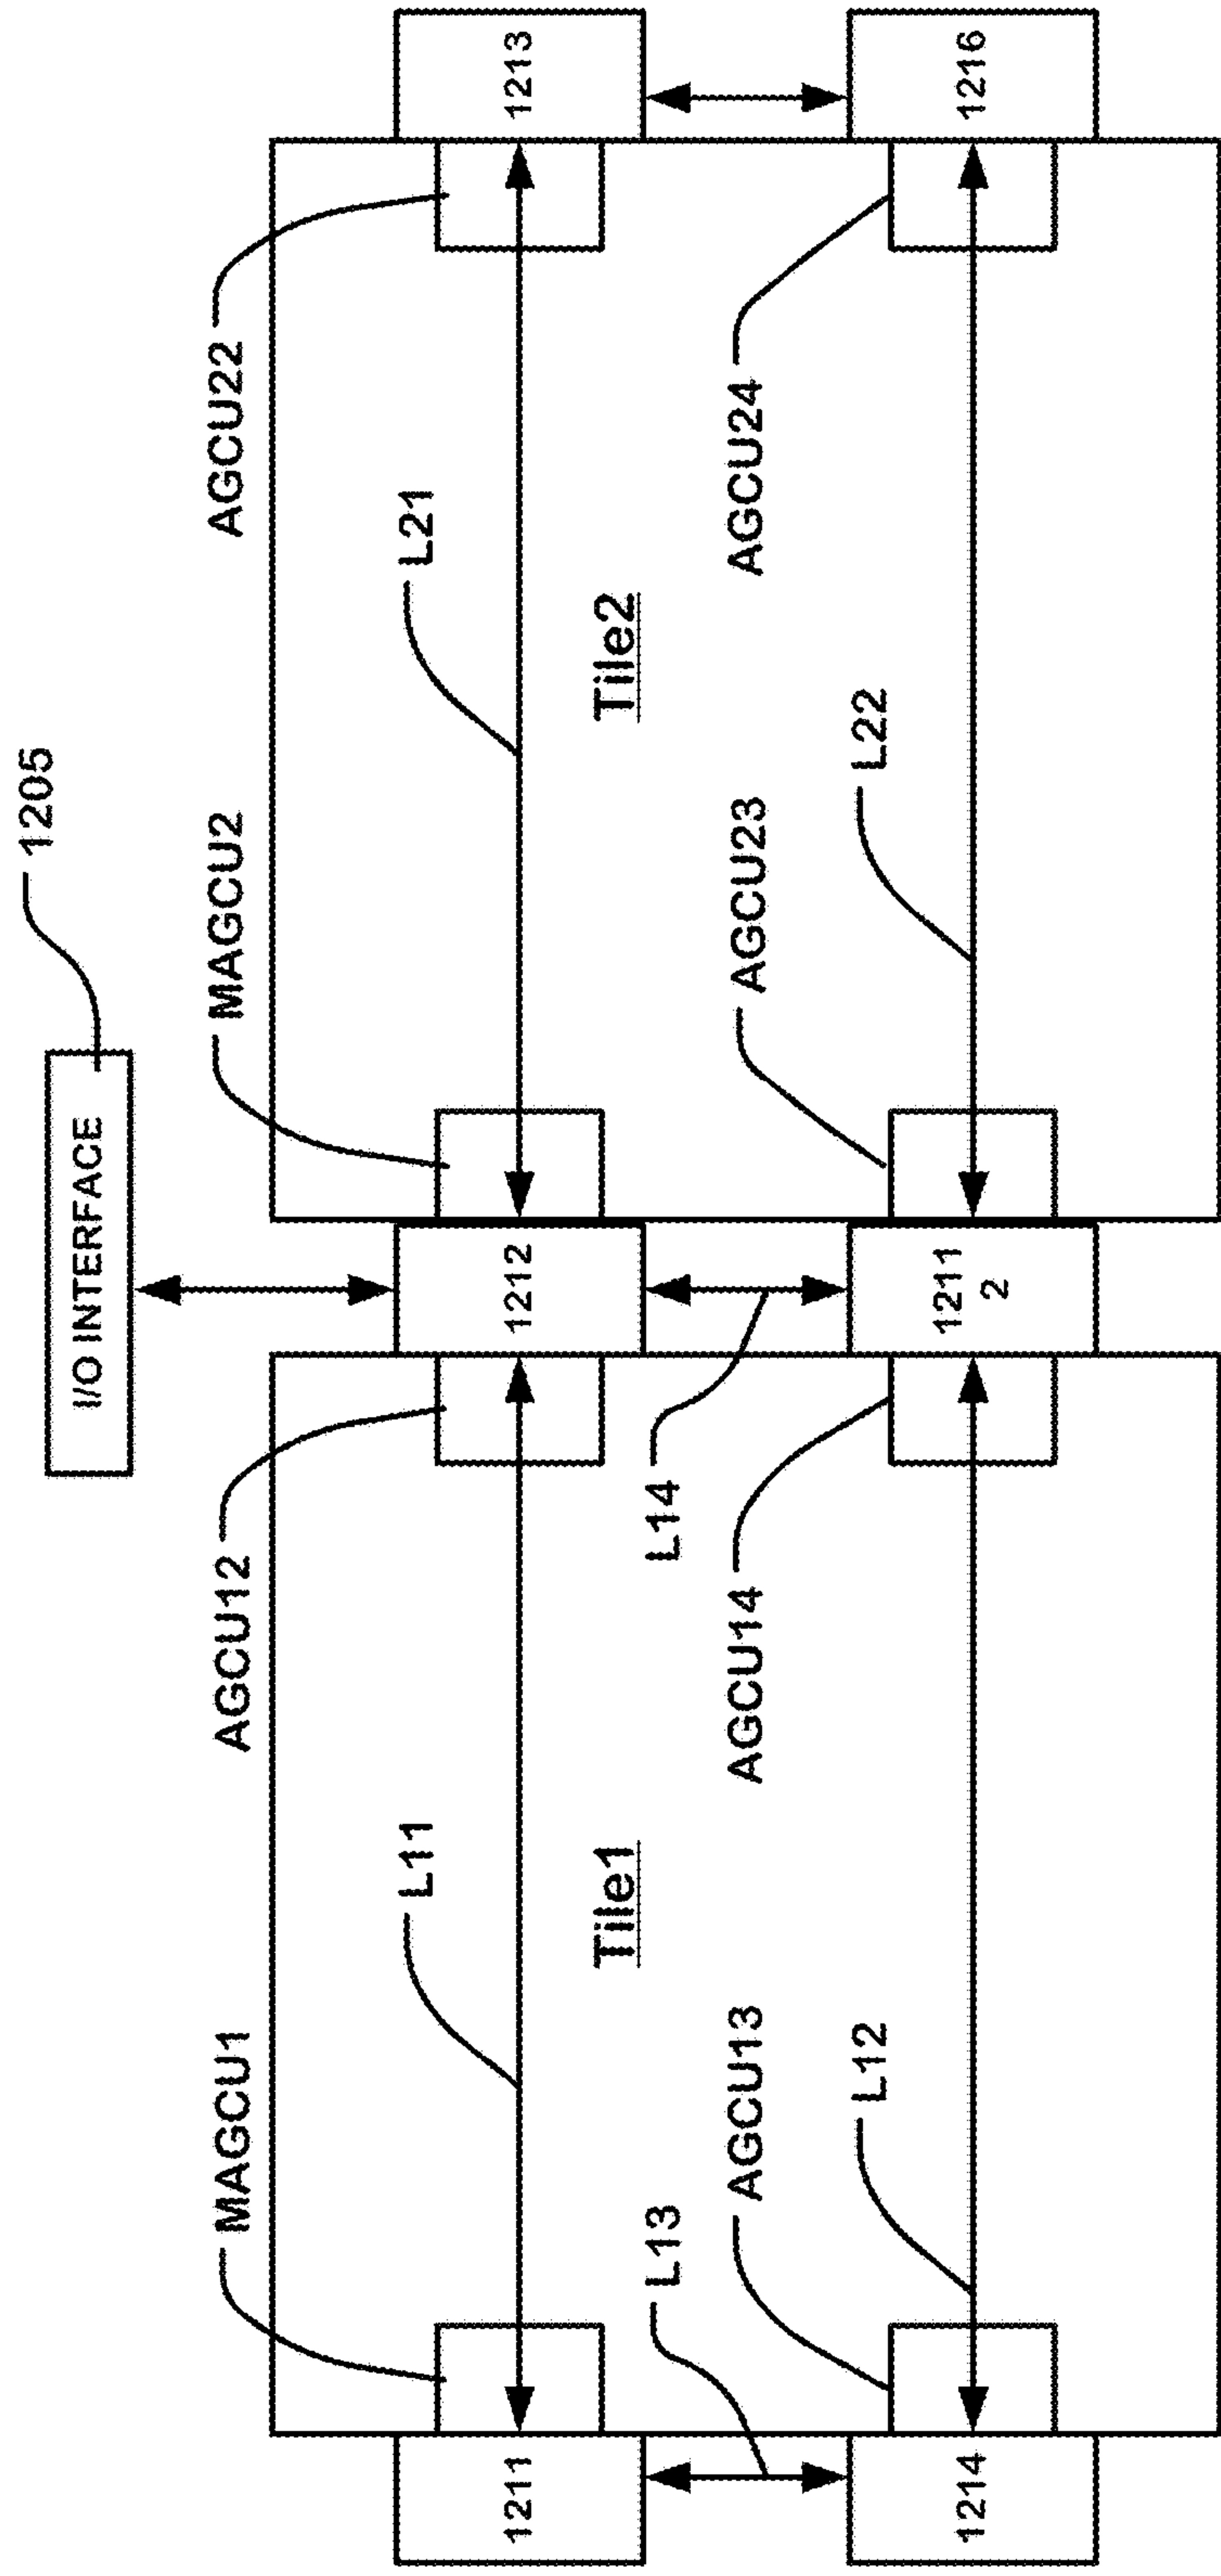 1205
I/O INTERFACE
MAGCU1
AGCU12
MAGCU2
AGCU22
L11
L21
1211
1212
1213
Tile1
Tile2
L13
L14
AGCU13
AGCU14
AGCU23
AGCU24
L12
L22
1214
1211
2
1216